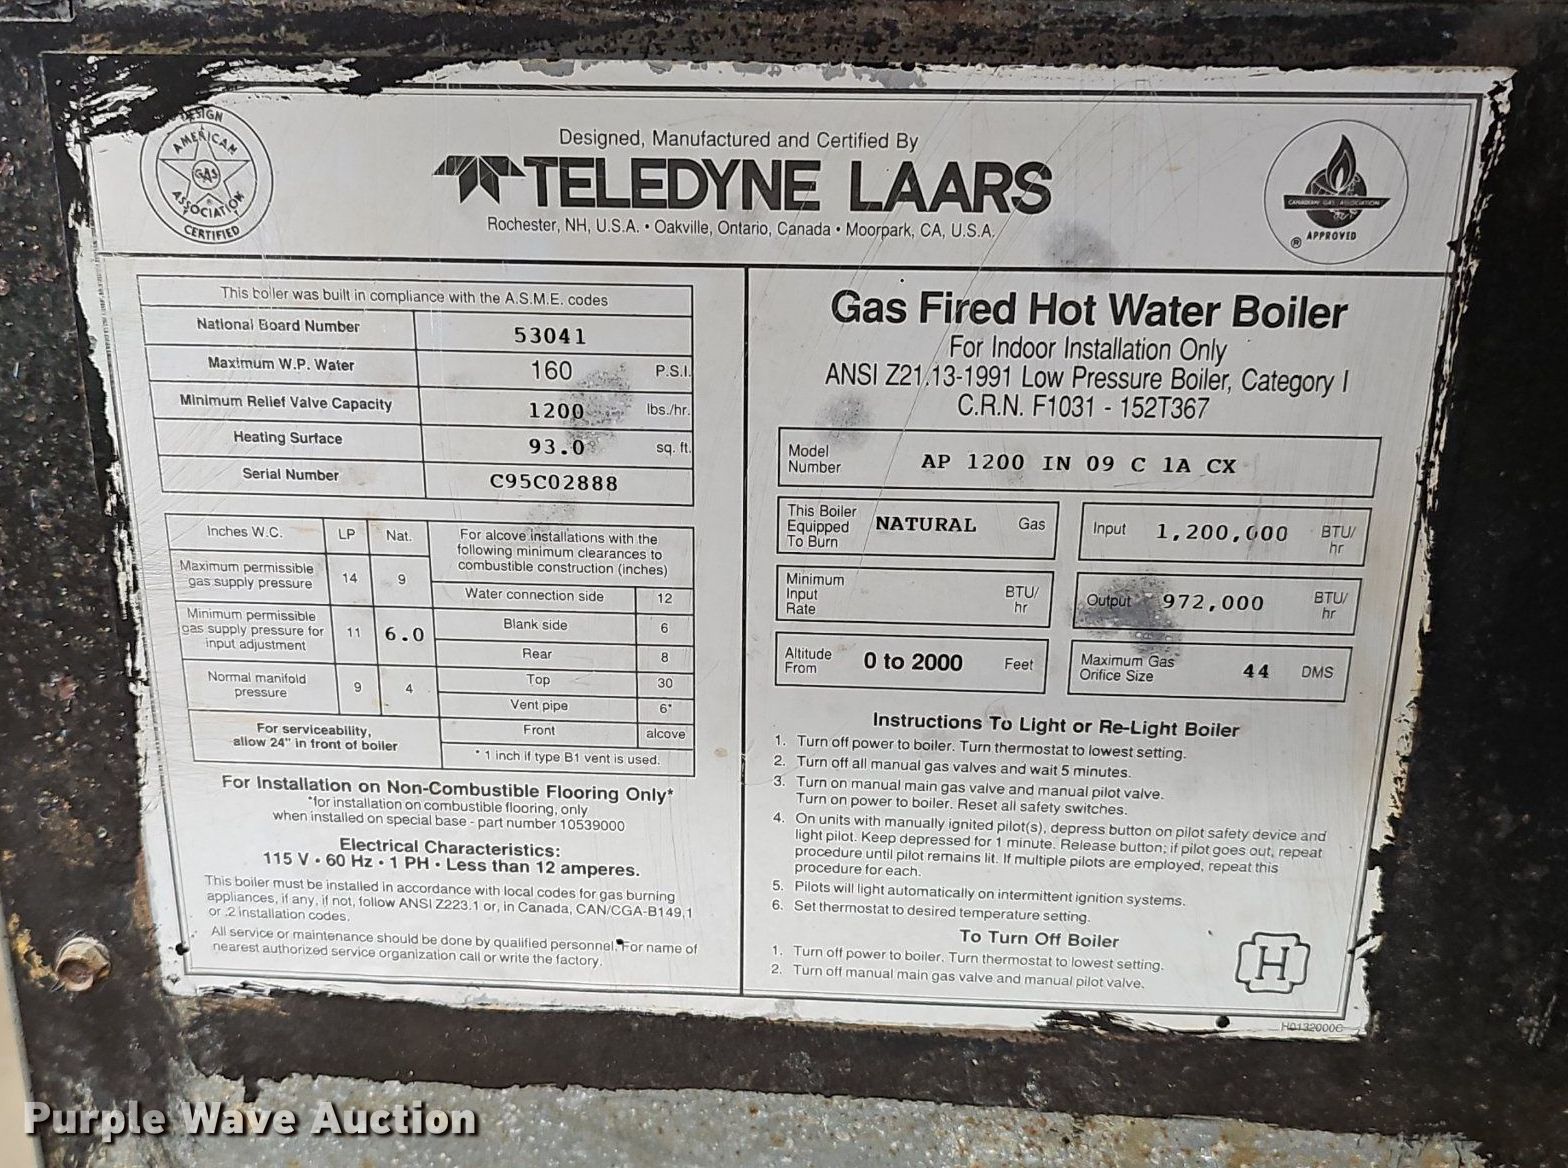 DESIGN
AMERICAN
GAS
ASSOCIATION
CERTIFIED
Designed, Manufactured and Certified By
TELEDYNE LAARS
Rochester, NH, U.S.A. • Oakville, Ontario, Canada • Moorpark, CA, U.S.A.
CANADIAN GAS ASSOCIATION
® APPROVED
This boiler was built in compliance with the A.S.M.E. codes
National Board Number 53041
Maximum W.P. Water 160 P.S.I.
Minimum Relief Valve Capacity 1200 lbs./hr.
Heating Surface 93.0 sq. ft.
Serial Number C95C02888
Inches W.C. LP Nat.
Maximum permissible
gas supply pressure 14 9
Minimum permissible
gas supply pressure for
input adjustment 11 6.0
Normal manifold
pressure 9 4
For serviceability,
allow 24" in front of boiler
For alcove installations with the
following minimum clearances to
combustible construction (inches)
Water connection side 12
Blank side 6
Rear 8
Top 30
Vent pipe 6*
Front alcove
* 1 inch if type B1 vent is used.
For Installation on Non-Combustible Flooring Only*
*for installation on combustible flooring, only
when installed on special base - part number 10539000
Electrical Characteristics:
115 V • 60 Hz • 1 PH • Less than 12 amperes.
This boiler must be installed in accordance with local codes for gas burning
appliances, if any, if not, follow ANSI Z223.1 or, in Canada, CAN/CGA-B149.1
or .2 installation codes.
All service or maintenance should be done by qualified personnel. For name of
nearest authorized service organization call or write the factory.
Gas Fired Hot Water Boiler
For Indoor Installation Only
ANSI Z21.13-1991 Low Pressure Boiler, Category I
C.R.N. F1031 - 152T367
Model
Number AP 1200 IN 09 C 1A CX
This Boiler
Equipped
To Burn NATURAL Gas
Input 1,200,000 BTU/
hr
Minimum
Input
Rate BTU/
hr
Output 972,000 BTU/
hr
Altitude
From 0 to 2000 Feet
Maximum Gas
Orifice Size 44 DMS
Instructions To Light or Re-Light Boiler
1. Turn off power to boiler. Turn thermostat to lowest setting.
2. Turn off all manual gas valves and wait 5 minutes.
3. Turn on manual main gas valve and manual pilot valve.
Turn on power to boiler. Reset all safety switches.
4. On units with manually ignited pilot(s), depress button on pilot safety device and
light pilot. Keep depressed for 1 minute. Release button; if pilot goes out, repeat
procedure until pilot remains lit. If multiple pilots are employed, repeat this
procedure for each.
5. Pilots will light automatically on intermittent ignition systems.
6. Set thermostat to desired temperature setting.
To Turn Off Boiler
1. Turn off power to boiler. Turn thermostat to lowest setting.
2. Turn off manual main gas valve and manual pilot valve.
H
H0132000C
Purple Wave Auction